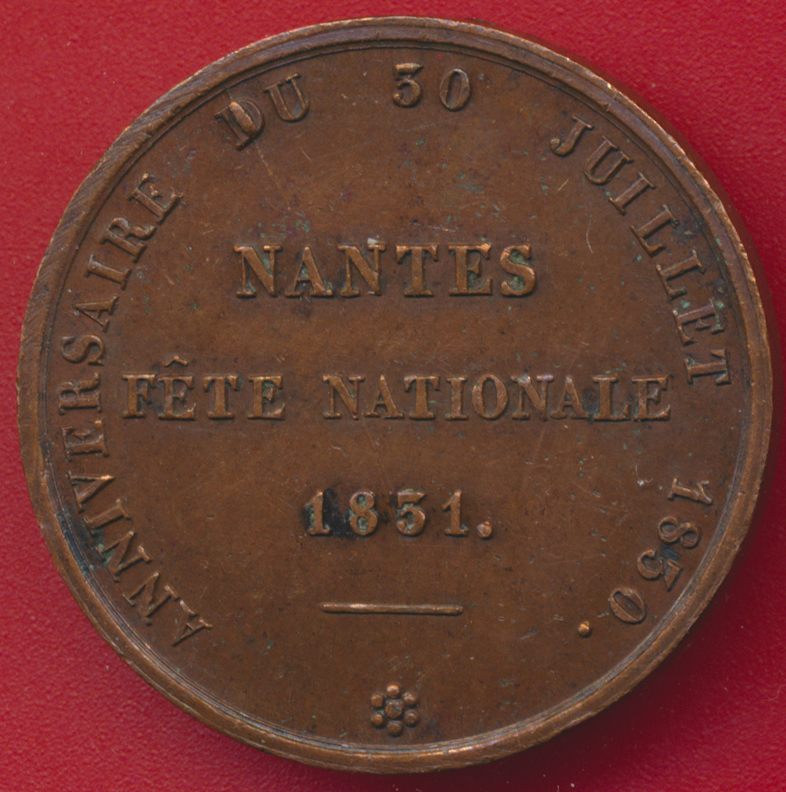 ANNIVERSAIRE DU 30 JUILLET 1830.
NANTES
FÊTE NATIONALE
1831.